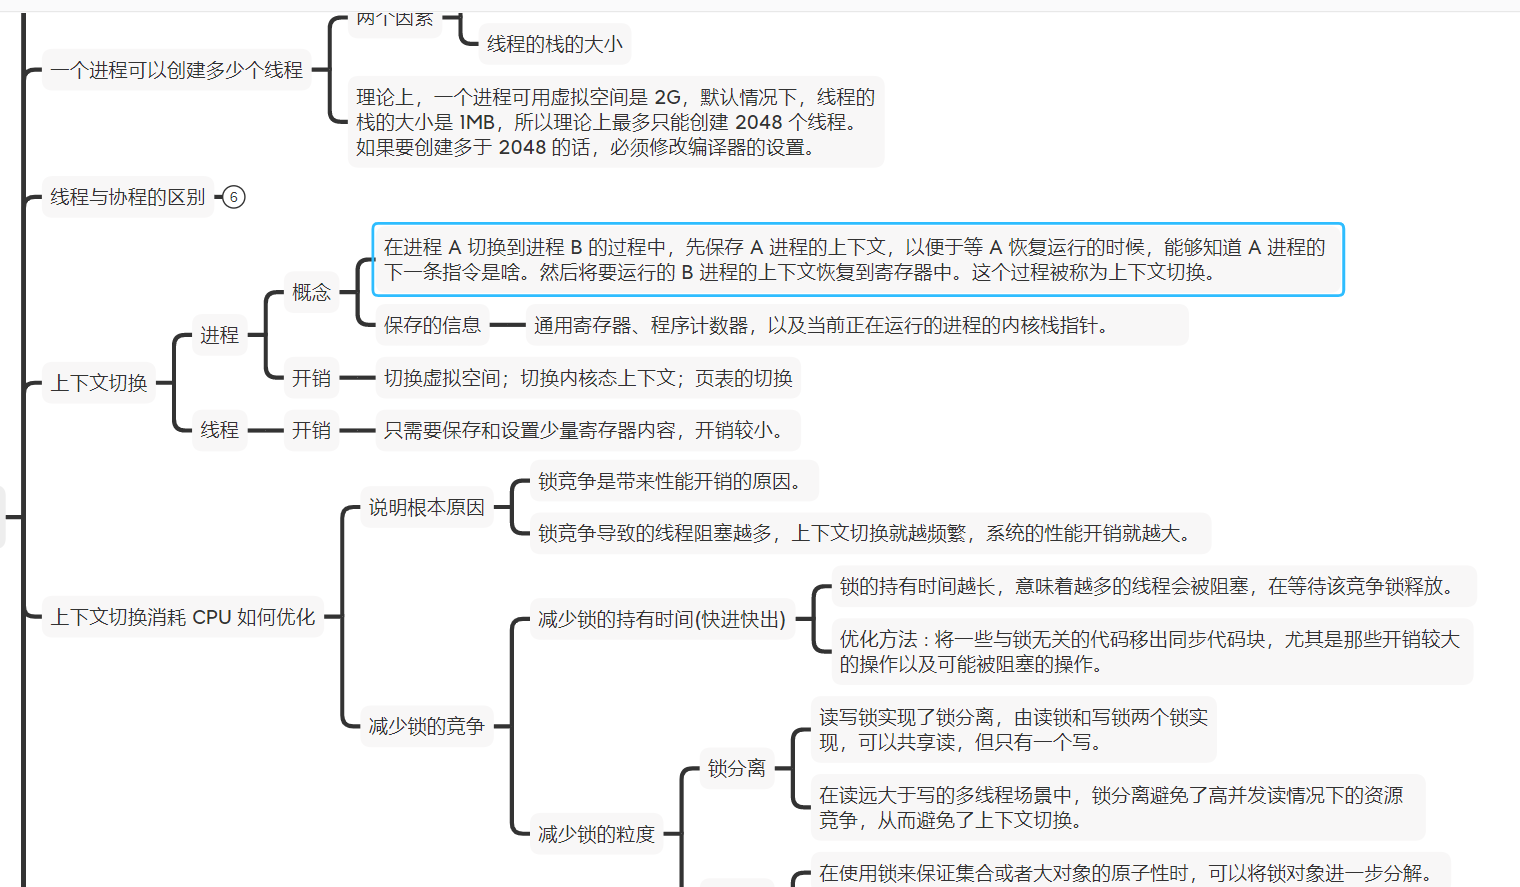 两个因素
线程的栈的大小
一个进程可以创建多少个线程
理论上，一个进程可用虚拟空间是 2G，默认情况下，线程的
栈的大小是 1MB，所以理论上最多只能创建 2048 个线程。
如果要创建多于 2048 的话，必须修改编译器的设置。
线程与协程的区别
6
在进程 A 切换到进程 B 的过程中，先保存 A 进程的上下文，以便于等 A 恢复运行的时候，能够知道 A 进程的
下一条指令是啥。然后将要运行的 B 进程的上下文恢复到寄存器中。这个过程被称为上下文切换。
概念
保存的信息
通用寄存器、程序计数器，以及当前正在运行的进程的内核栈指针。
进程
开销
切换虚拟空间；切换内核态上下文；页表的切换
上下文切换
线程
开销
只需要保存和设置少量寄存器内容，开销较小。
锁竞争是带来性能开销的原因。
说明根本原因
锁竞争导致的线程阻塞越多，上下文切换就越频繁，系统的性能开销就越大。
上下文切换消耗 CPU 如何优化
锁的持有时间越长，意味着越多的线程会被阻塞，在等待该竞争锁释放。
减少锁的持有时间(快进快出)
优化方法：将一些与锁无关的代码移出同步代码块，尤其是那些开销较大
的操作以及可能被阻塞的操作。
减少锁的竞争
读写锁实现了锁分离，由读锁和写锁两个锁实
现，可以共享读，但只有一个写。
锁分离
在读远大于写的多线程场景中，锁分离避免了高并发读情况下的资源
竞争，从而避免了上下文切换。
减少锁的粒度
在使用锁来保证集合或者大对象的原子性时，可以将锁对象进一步分解。